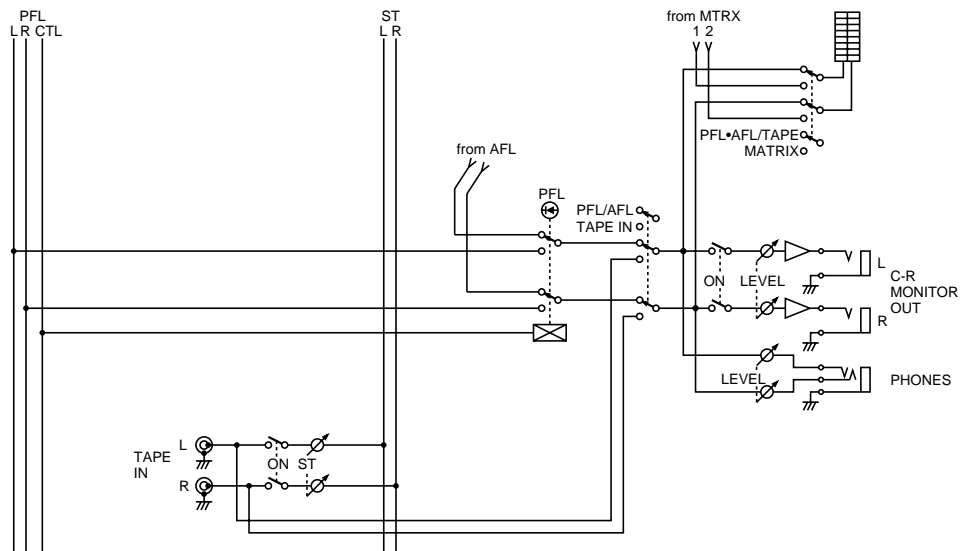 PFL
L R CTL
ST
L R
from MTRX
1 2
PFL•AFL/TAPE
MATRIX
from AFL
PFL
PFL/AFL
TAPE IN
ON
LEVEL
L
C-R
MONITOR
OUT
R
LEVEL
PHONES
TAPE
IN
L
ON
ST
R